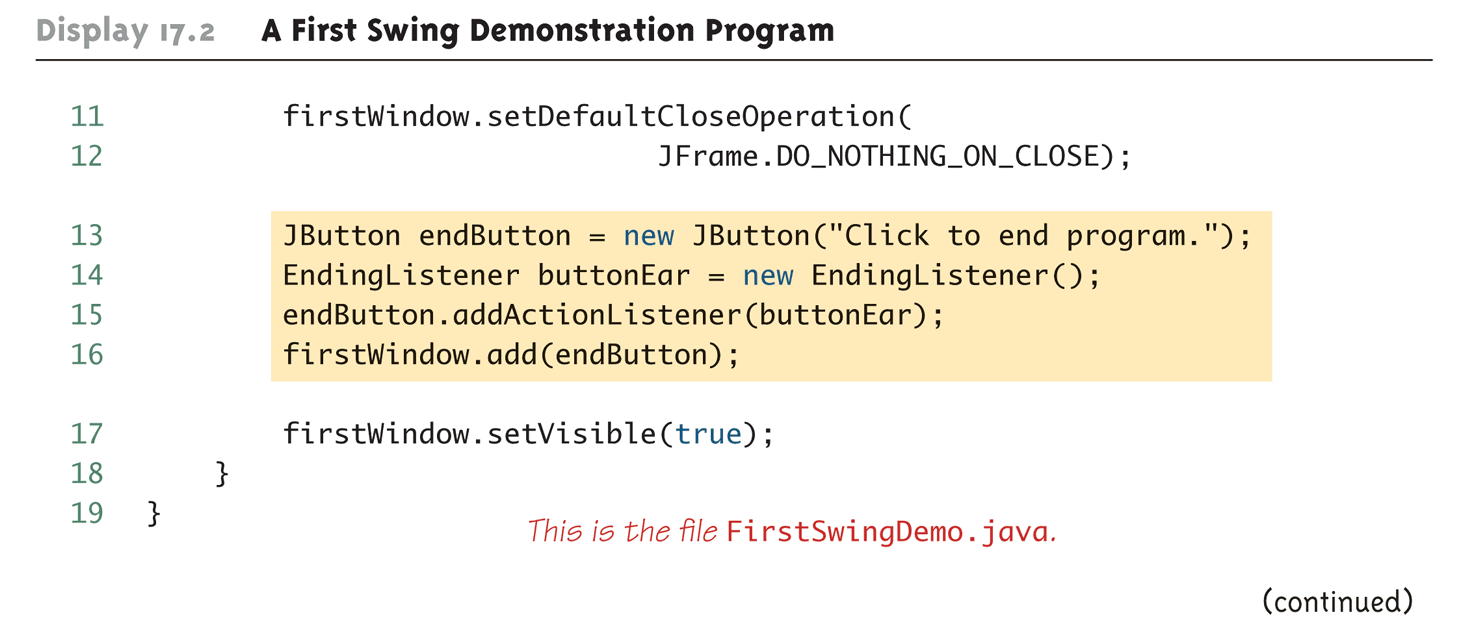 Display 17.2 A First Swing Demonstration Program
11 firstWindow.setDefaultCloseOperation(
12 JFrame.DO_NOTHING_ON_CLOSE);
13 JButton endButton = new JButton("Click to end program.");
14 EndingListener buttonEar = new EndingListener();
15 endButton.addActionListener(buttonEar);
16 firstWindow.add(endButton);
17 firstWindow.setVisible(true);
18 }
19 }
This is the file FirstSwingDemo.java.
(continued)